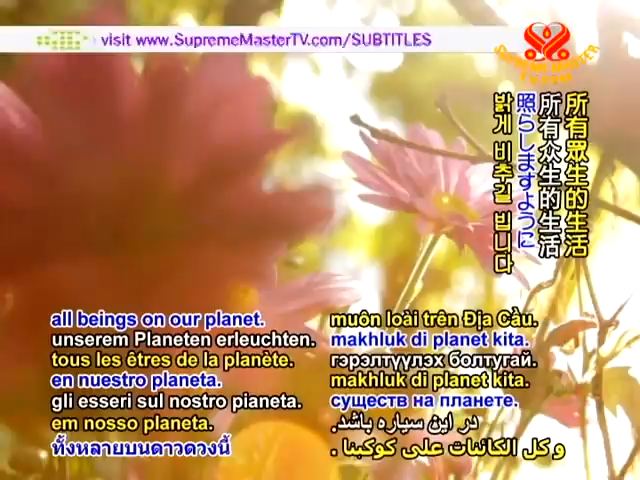 visit www.SupremeMasterTV.com/SUBTITLES
SUPREME MASTER
TV.COM
所有眾生的生活
所有众生的生活
照らしますように
밝게 비추길 빕니다
all beings on our planet.
unserem Planeten erleuchten.
tous les êtres de la planète.
en nuestro planeta.
gli esseri sul nostro pianeta.
em nosso planeta.
ทั้งหลายบนดาวดวงนี้
muôn loài trên Địa Cầu.
makhluk di planet kita.
гэрэлтүүлэх болтугай.
makhluk di planet kita.
существ на планете.
در این سیاره باشد.
و كل الكائنات على كوكبنا .